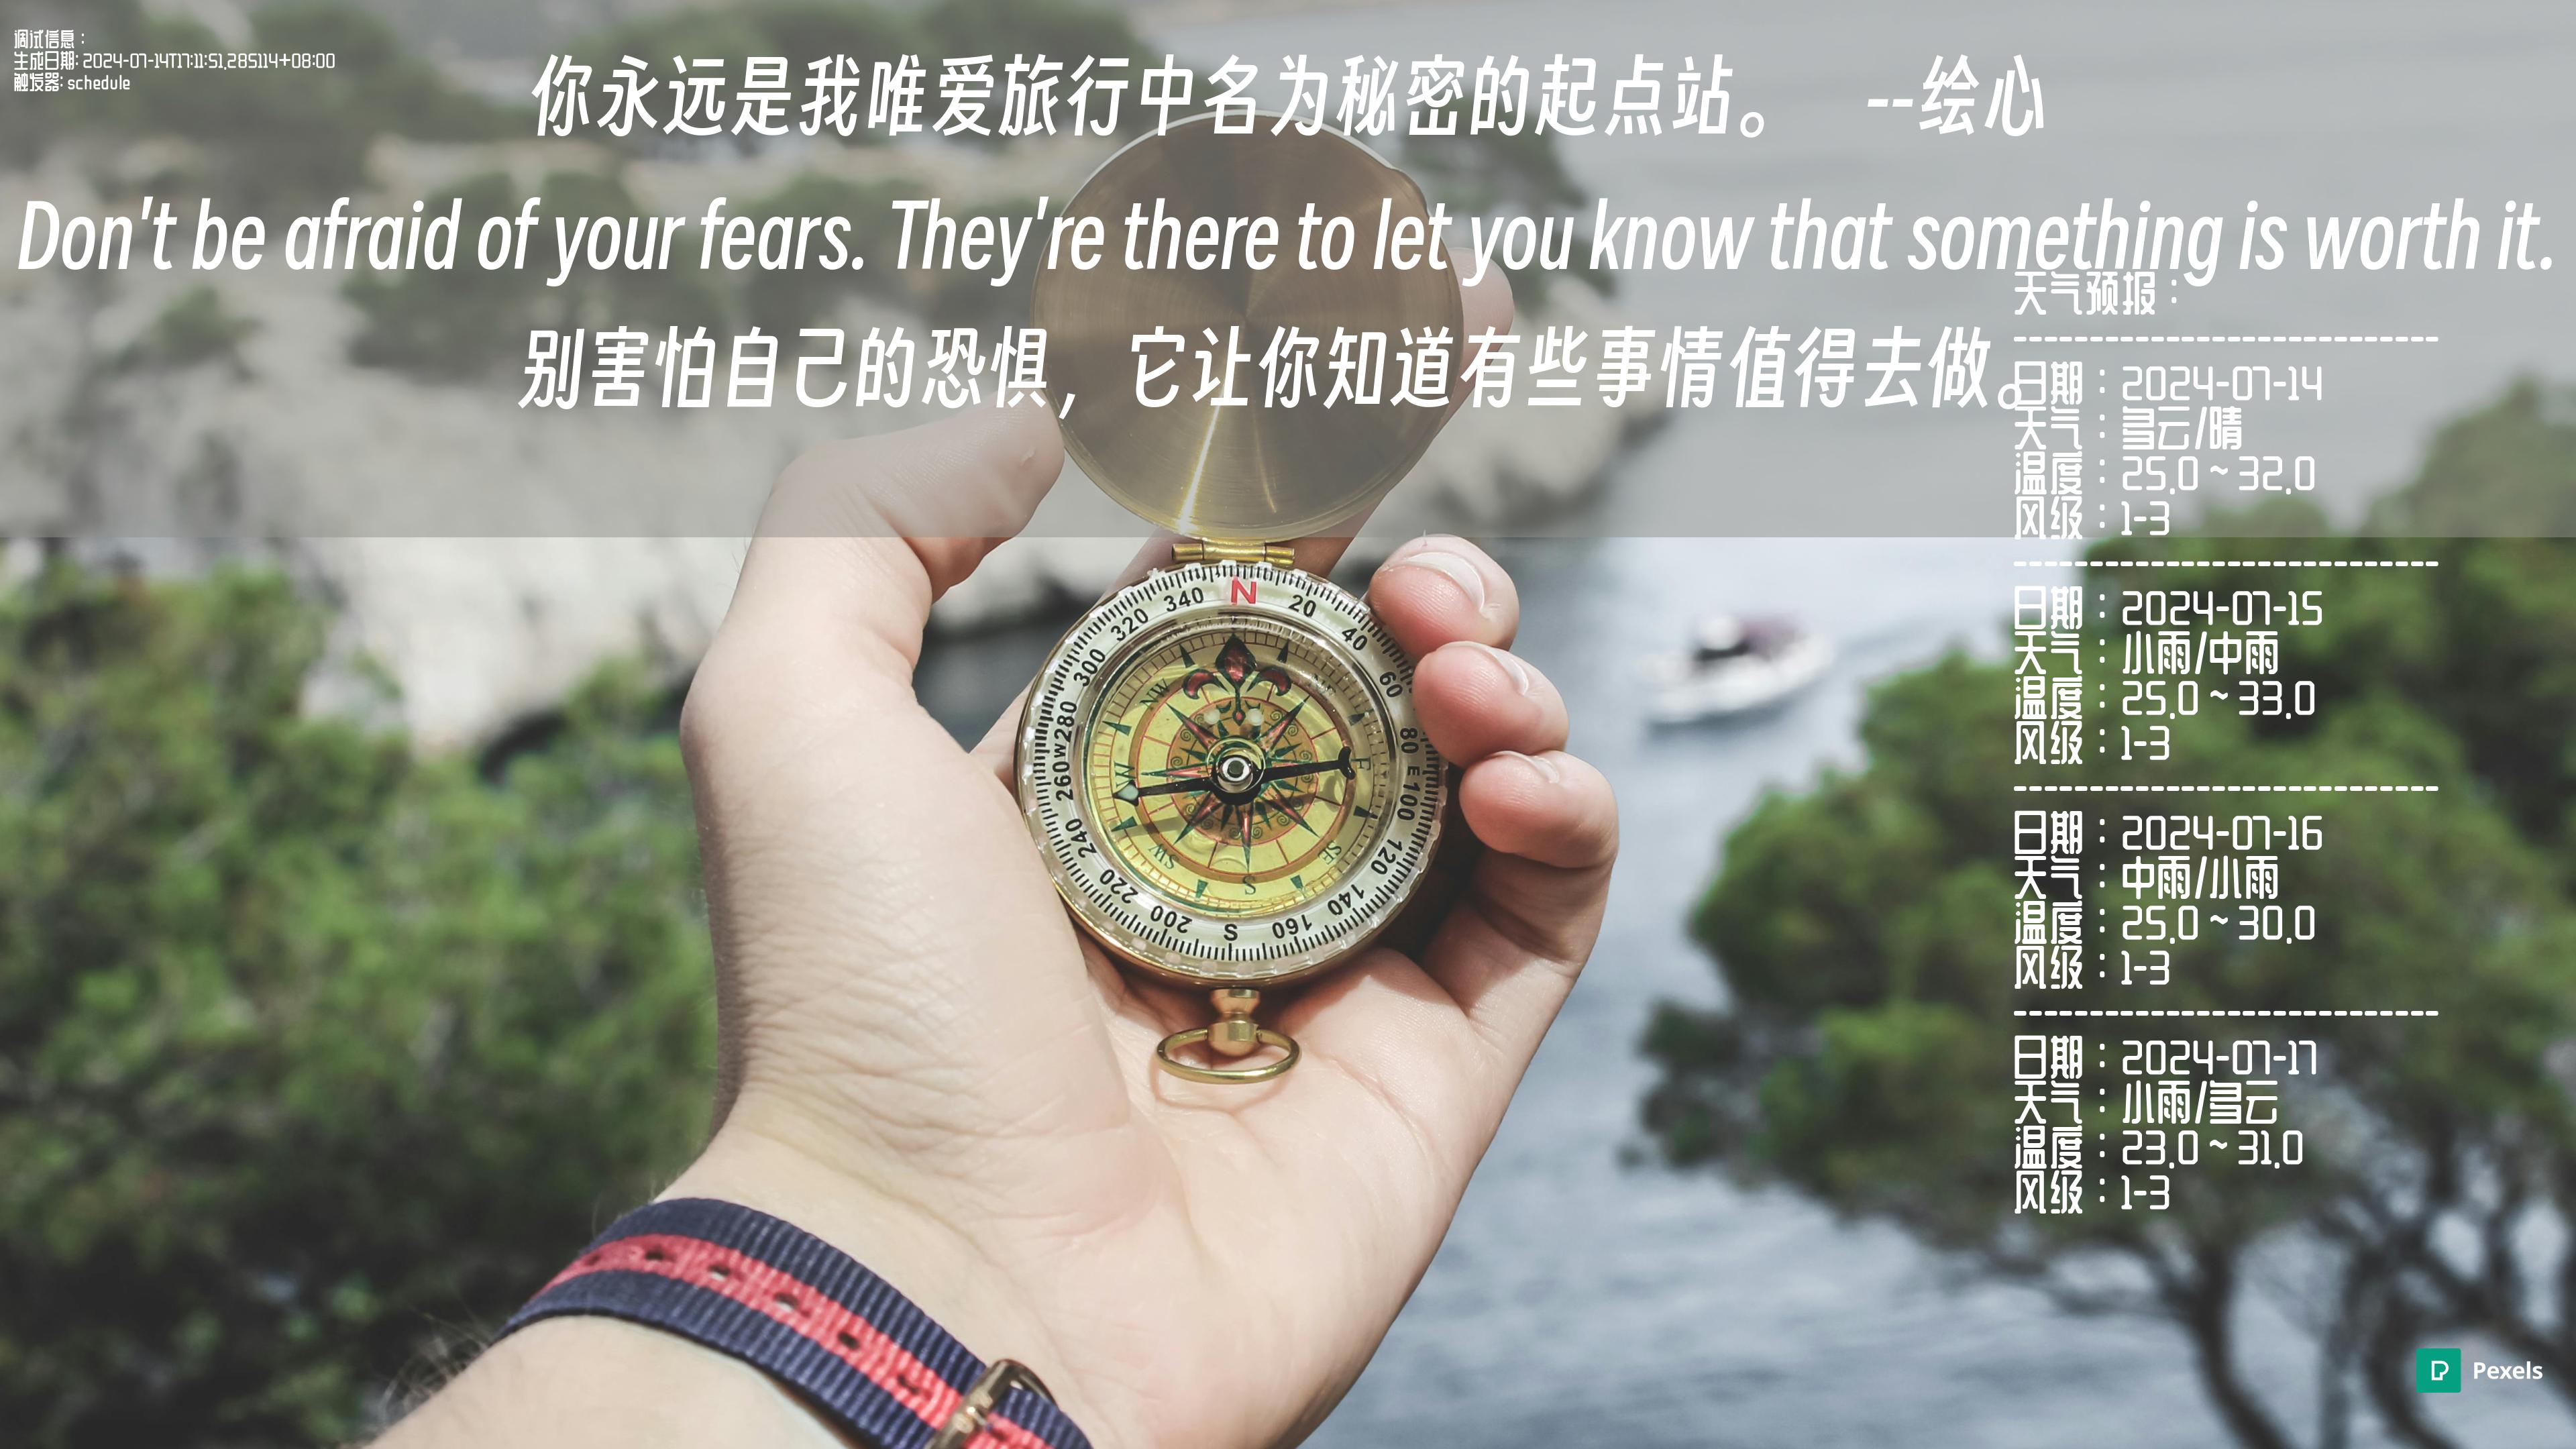 调试信息：
生成日期: 2024-07-14T17:11:51.285114+08:00
触发器: schedule
你永远是我唯爱旅行中名为秘密的起点站。 --绘心
Don't be afraid of your fears. They're there to let you know that something is worth it.
别害怕自己的恐惧，它让你知道有些事情值得去做。
天气预报：
----------------------------
日期：2024-07-14
天气：多云/晴
温度：25.0 ~ 32.0
风级：1-3
----------------------------
日期：2024-07-15
天气：小雨/中雨
温度：25.0 ~ 33.0
风级：1-3
----------------------------
日期：2024-07-16
天气：中雨/小雨
温度：25.0 ~ 30.0
风级：1-3
----------------------------
日期：2024-07-17
天气：小雨/多云
温度：23.0 ~ 31.0
风级：1-3
N
20
40
60
80
E
100
120
140
160
S
200
220
240
260
W
280
300
320
340
NW
W
SW
S
SE
E
Pexels